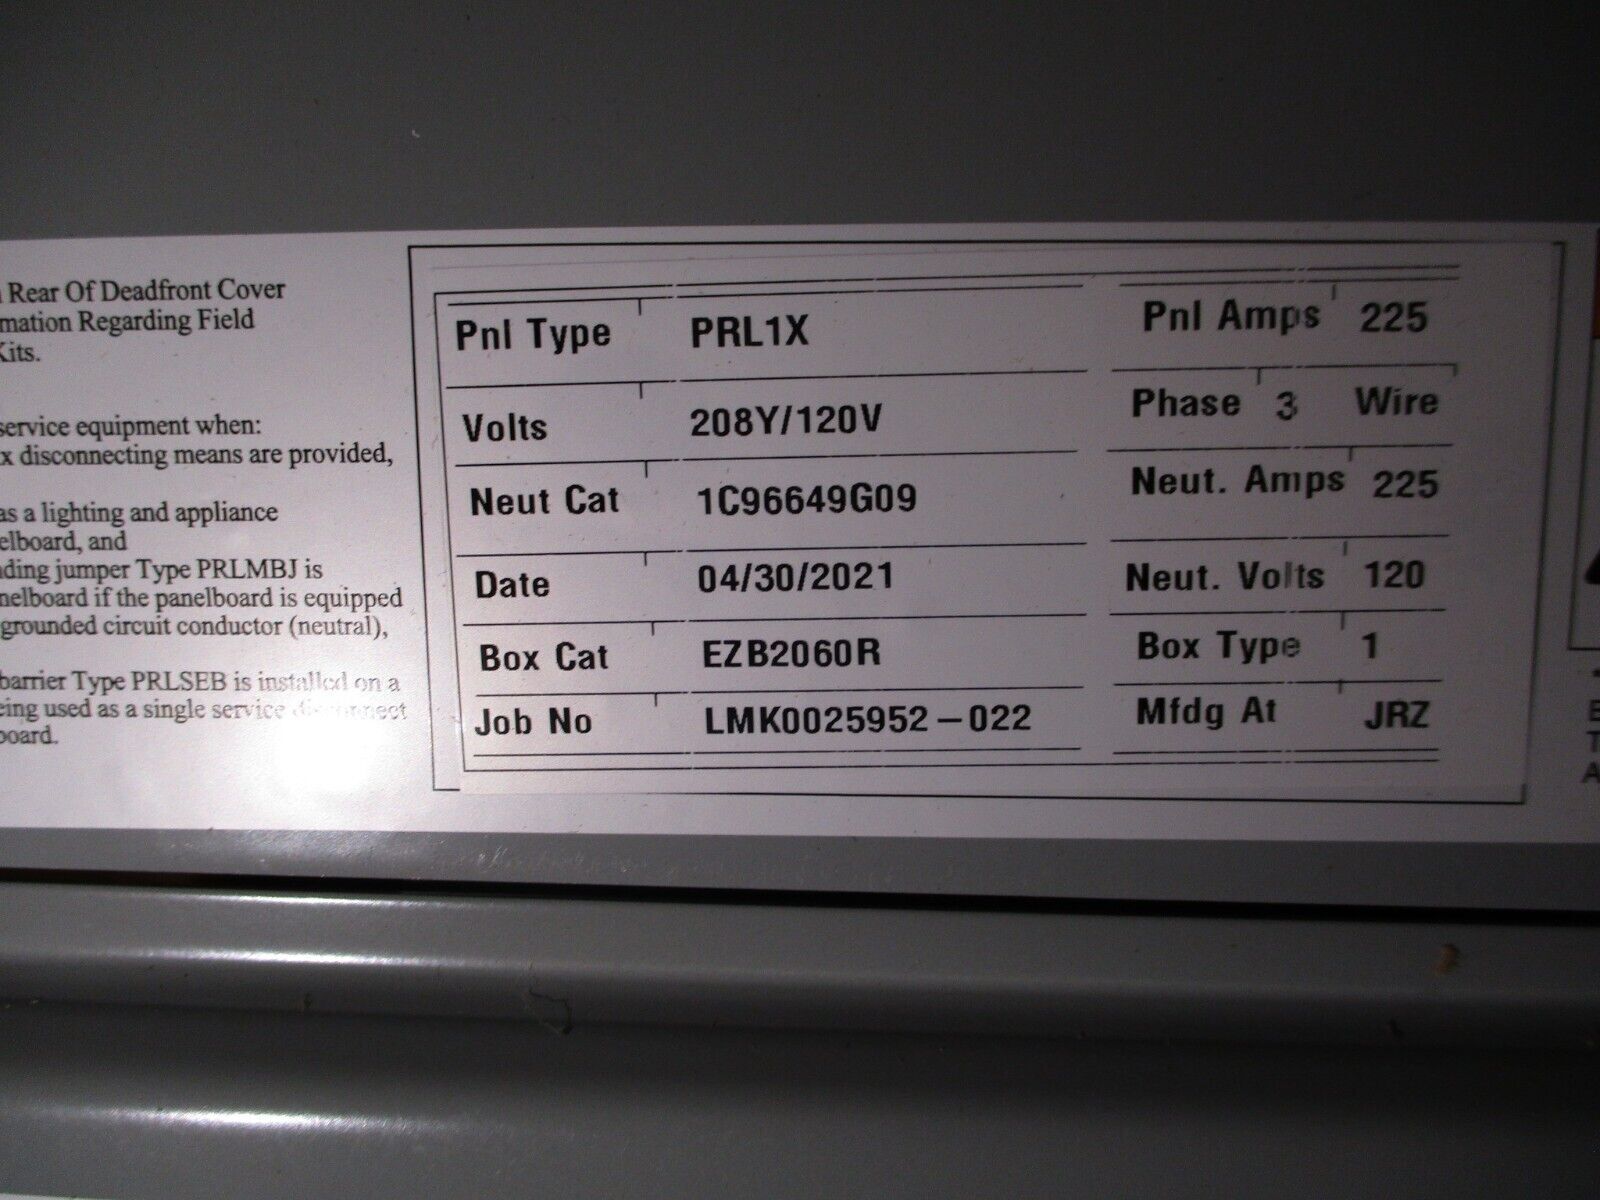 Rear Of Deadfront Cover
mation Regarding Field
Kits.
service equipment when:
x disconnecting means are provided,
as a lighting and appliance
elboard, and
ding jumper Type PRLMBJ is
nelboard if the panelboard is equipped
grounded circuit conductor (neutral),
barrier Type PRLSEB is installed on a
eing used as a single service disconnect
board.
Pnl Type PRL1X Pnl Amps 225
Volts 208Y/120V Phase 3 Wire
Neut Cat 1C96649G09 Neut. Amps 225
Date 04/30/2021 Neut. Volts 120
Box Cat EZB2060R Box Type 1
Job No LMK0025952-022 Mfdg At JRZ